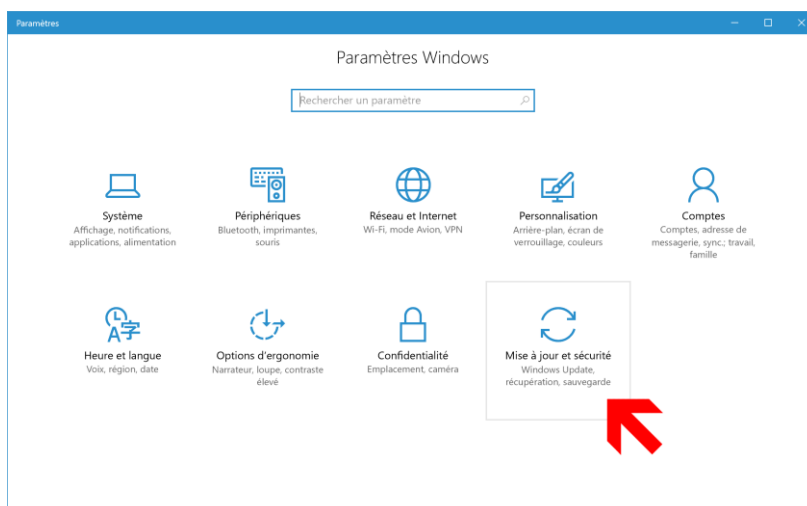 Paramètres
Paramètres Windows
Rechercher un paramètre
Système
Affichage, notifications,
applications, alimentation
Périphériques
Bluetooth, imprimantes,
souris
Réseau et Internet
Wi-Fi, mode Avion, VPN
Personnalisation
Arrière-plan, écran de
verrouillage, couleurs
Comptes
Comptes, adresse de
messagerie, sync.; travail,
famille
Heure et langue
Voix, région, date
Options d'ergonomie
Narrateur, loupe, contraste
élevé
Confidentialité
Emplacement, caméra
Mise à jour et sécurité
Windows Update,
récupération, sauvegarde